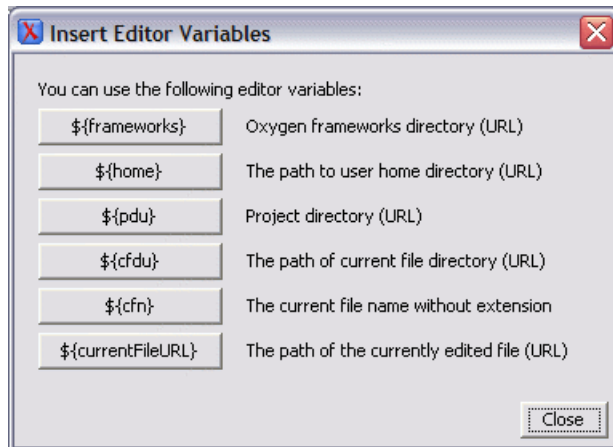 Insert Editor Variables
You can use the following editor variables:
${frameworks} Oxygen frameworks directory (URL)
${home} The path to user home directory (URL)
${pdu} Project directory (URL)
${cfdu} The path of current file directory (URL)
${cfn} The current file name without extension
${currentFileURL} The path of the currently edited file (URL)
Close